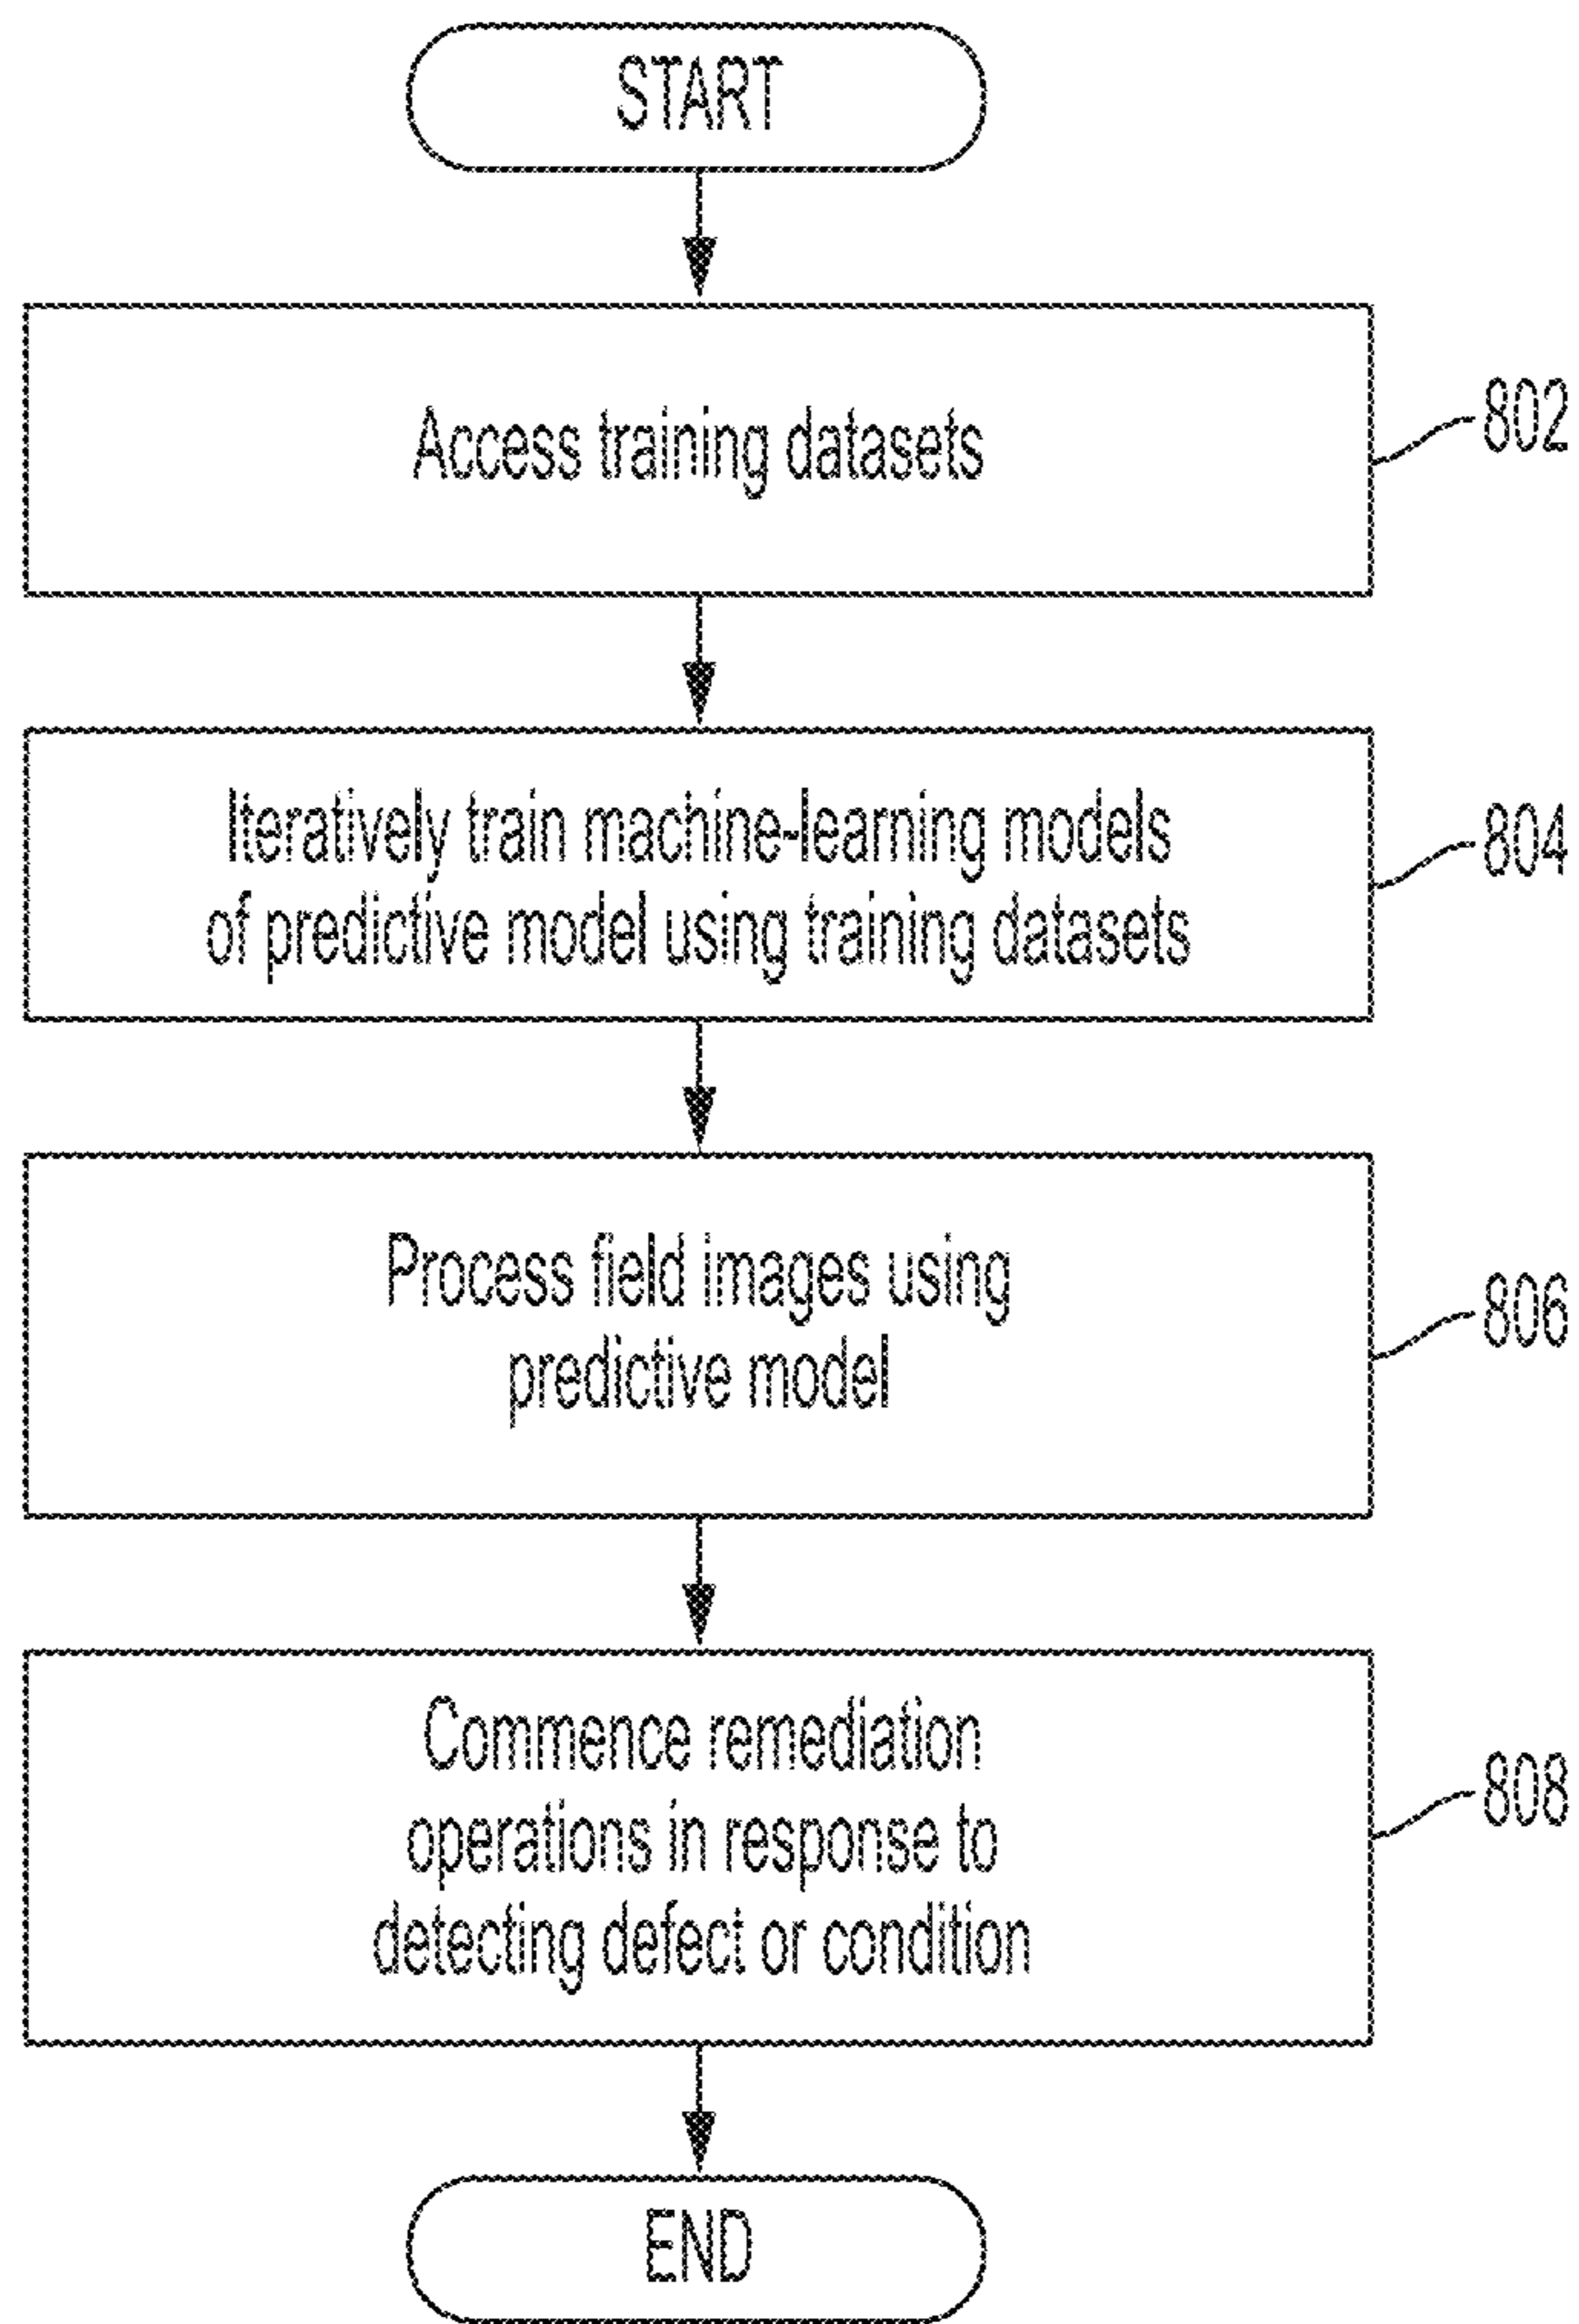 START
Access training datasets
802
Iteratively train machine-learning models
of predictive model using training datasets
804
Process field images using
predictive model
806
Commence remediation
operations in response to
detecting defect or condition
808
END